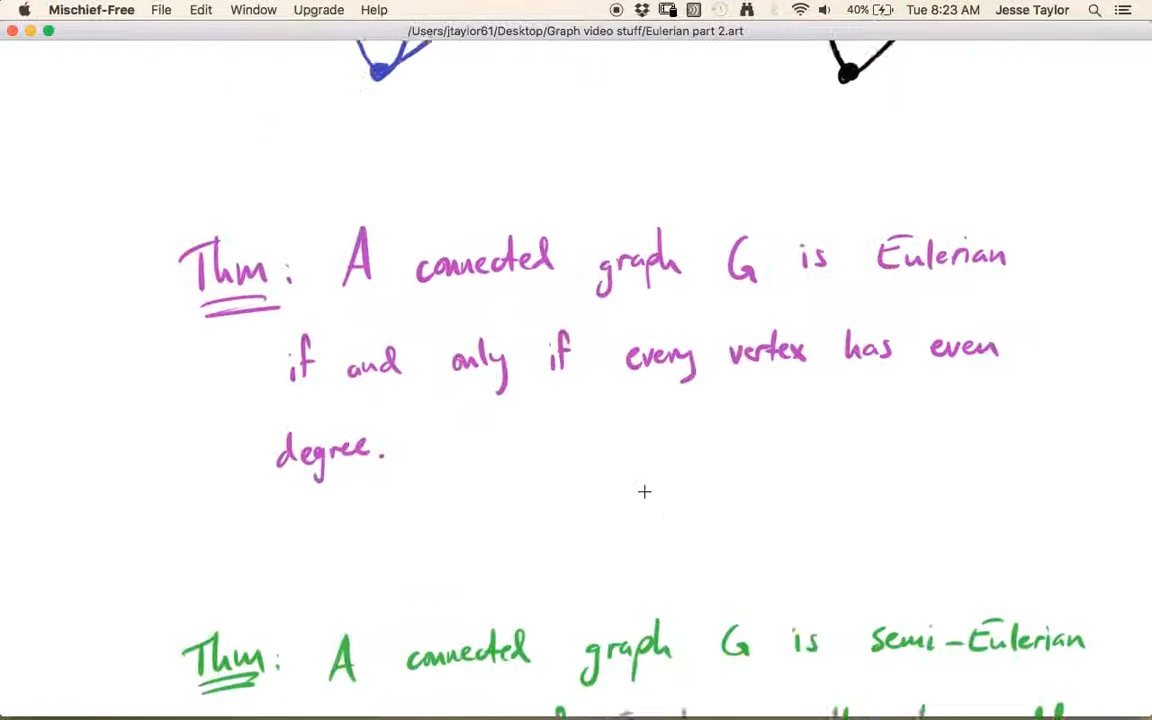 Mischief-Free File Edit Window Upgrade Help 40% Tue 8:23 AM Jesse Taylor
/Users/jtaylor61/Desktop/Graph video stuff/Eulerian part 2.art
Thm: A connected graph G is Eulerian
if and only if every vertex has even
degree.
Thm: A connected graph G is semi-Eulerian